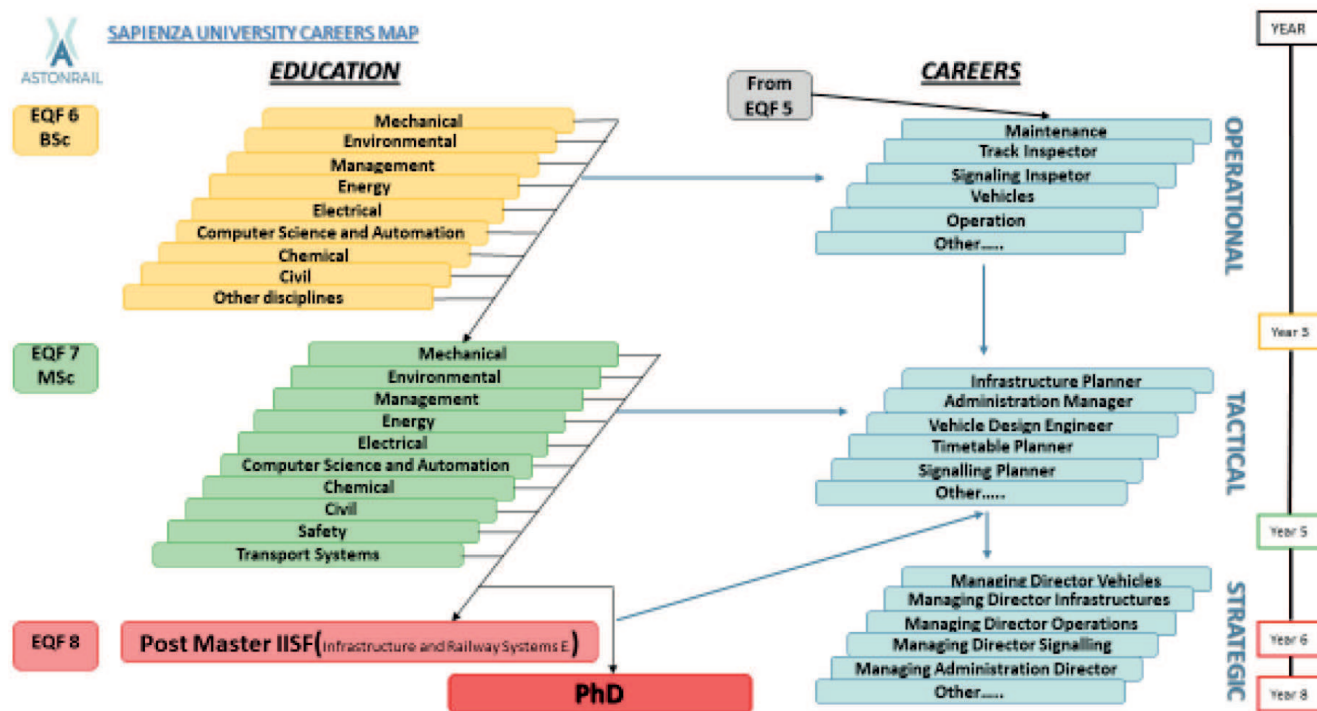 SAPIENZA UNIVERSITY CAREERS MAP
ASTONRAIL
EDUCATION
CAREERS
YEAR
From
EQF 5
EQF 6
BSc
Mechanical
Environmental
Management
Energy
Electrical
Computer Science and Automation
Chemical
Civil
Other disciplines
Maintenance
Track Inspector
Signaling Inspetor
Vehicles
Operation
Other.....
OPERATIONAL
Year 3
EQF 7
MSc
Mechanical
Environmental
Management
Energy
Electrical
Computer Science and Automation
Chemical
Civil
Safety
Transport Systems
Infrastructure Planner
Administration Manager
Vehicle Design Engineer
Timetable Planner
Signalling Planner
Other.....
TACTICAL
Year 5
EQF 8
Post Master IISF(Infrastructure and Railway Systems E.)
PhD
Managing Director Vehicles
Managing Director Infrastructures
Managing Director Operations
Managing Director Signalling
Managing Administration Director
Other.....
STRATEGIC
Year 6
Year 8